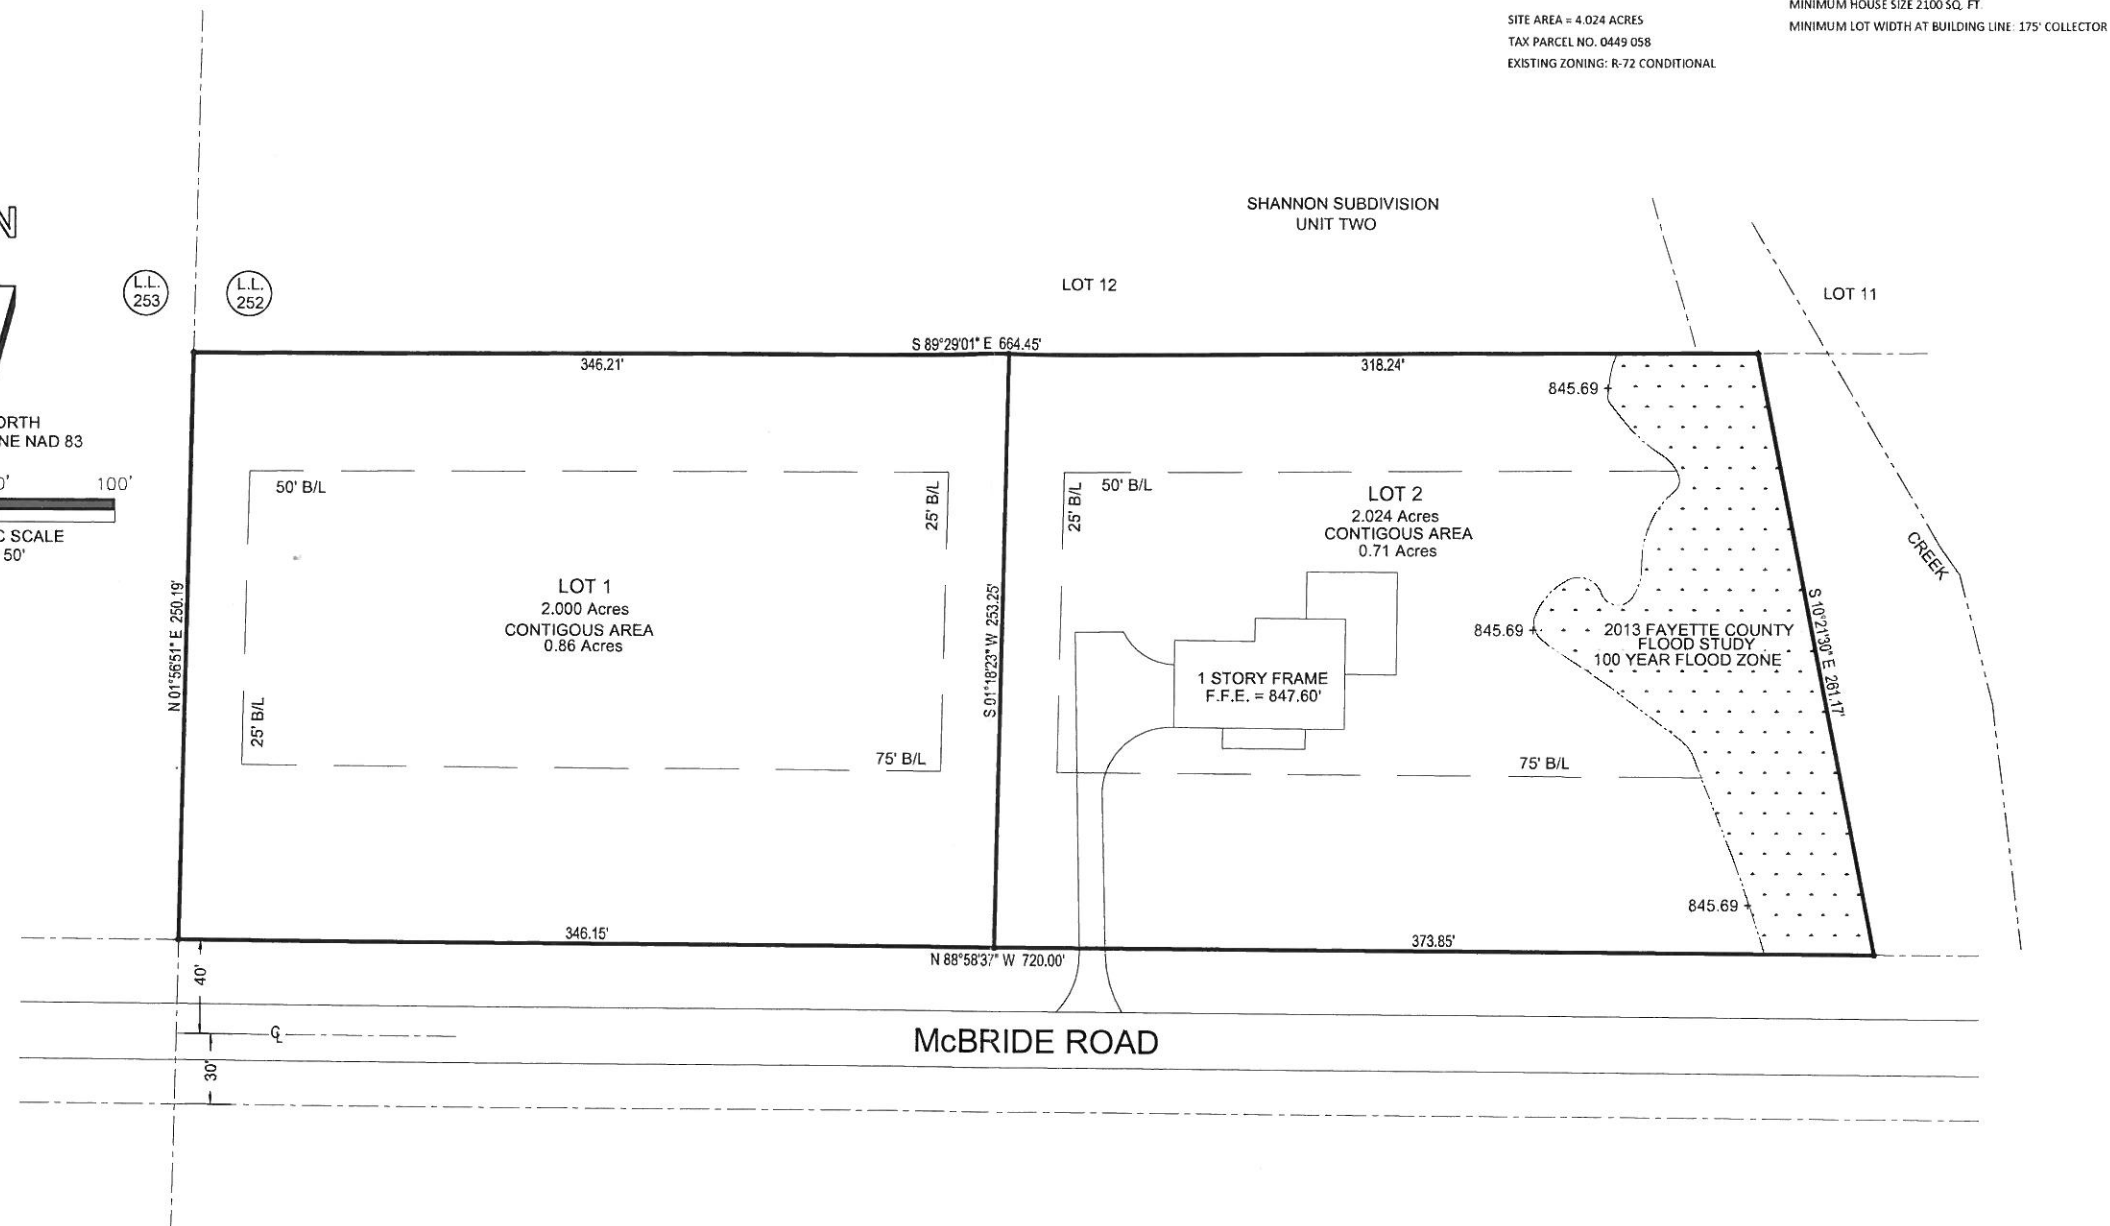 MINIMUM HOUSE SIZE 2100 SQ. FT.
SITE AREA = 4.024 ACRES
MINIMUM LOT WIDTH AT BUILDING LINE: 175' COLLECTOR
TAX PARCEL NO. 0449 058
EXISTING ZONING: R-72 CONDITIONAL
N
SHANNON SUBDIVISION
UNIT TWO
L.L.
253
L.L.
252
LOT 12
LOT 11
S 89°29'01" E 664.45'
346.21'
318.24'
845.69
ORTH
NE NAD 83
0'
100'
C SCALE
50'
50' B/L
25' B/L
25' B/L
50' B/L
LOT 2
2.024 Acres
CONTIGOUS AREA
0.71 Acres
CREEK
LOT 1
2.000 Acres
CONTIGOUS AREA
0.86 Acres
N 01°56'51" E 250.19'
S 01°18'23" W 253.25'
845.69
2013 FAYETTE COUNTY
FLOOD STUDY
100 YEAR FLOOD ZONE
S 10°21'30" E 261.17'
1 STORY FRAME
F.F.E. = 847.60'
25' B/L
75' B/L
75' B/L
845.69
346.15'
373.85'
N 88°58'37" W 720.00'
40'
CL
McBRIDE ROAD
30'